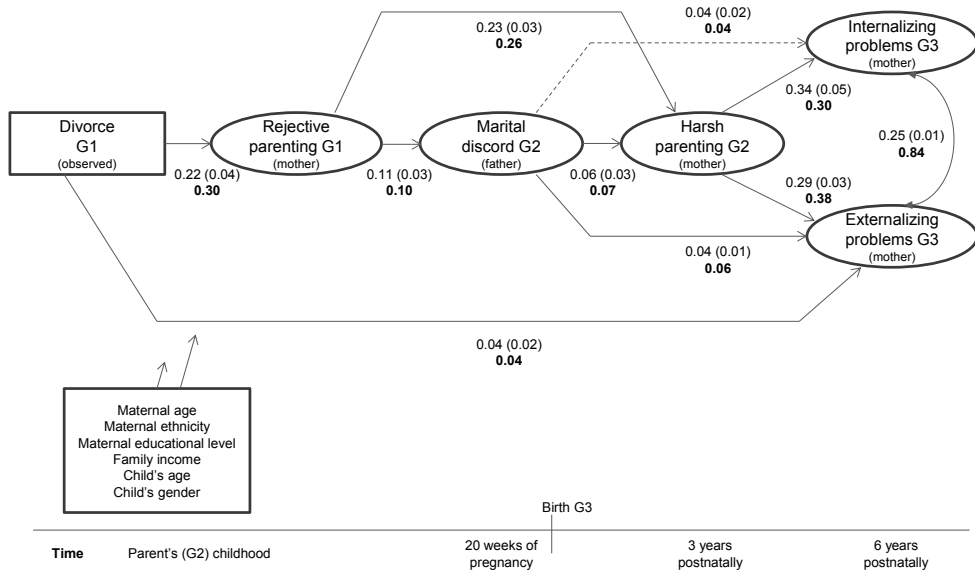 0.23 (0.03)
0.26
0.04 (0.02)
0.04
Internalizing
problems G3
(mother)
Divorce
G1
(observed)
Rejective
parenting G1
(mother)
Marital
discord G2
(father)
Harsh
parenting G2
(mother)
0.34 (0.05)
0.30
0.25 (0.01)
0.84
0.22 (0.04)
0.30
0.11 (0.03)
0.10
0.06 (0.03)
0.07
0.29 (0.03)
0.38
Externalizing
problems G3
(mother)
0.04 (0.01)
0.06
0.04 (0.02)
0.04
Maternal age
Maternal ethnicity
Maternal educational level
Family income
Child's age
Child's gender
Birth G3
Time
Parent's (G2) childhood
20 weeks of
pregnancy
3 years
postnatally
6 years
postnatally